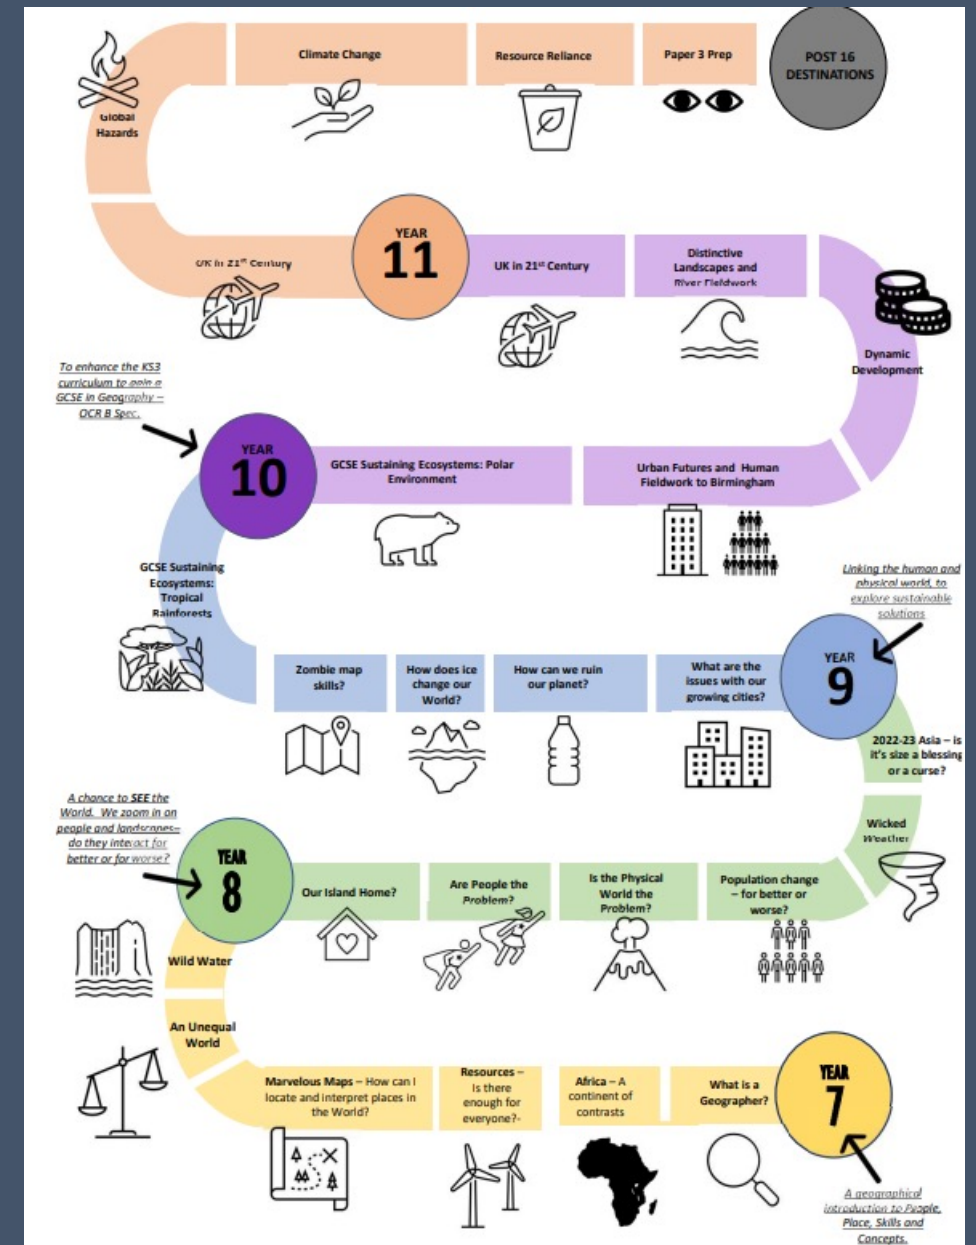 Climate Change
Resource Reliance
Paper 3 Prep
POST 16
DESTINATIONS
Global
Hazards
UK in 21st Century
YEAR
11
UK in 21st Century
Distinctive
Landscapes and
River Fieldwork
Dynamic
Development
To enhance the KS3
curriculum to gain a
GCSE in Geography –
OCR B Spec.
YEAR
10
GCSE Sustaining Ecosystems: Polar
Environment
Urban Futures and Human
Fieldwork to Birmingham
GCSE Sustaining
Ecosystems:
Tropical
Rainforests
Linking the human and
physical world, to
explore sustainable
solutions
Zombie map
skills?
How does ice
change our
World?
How can we ruin
our planet?
What are the
issues with our
growing cities?
YEAR
9
2022-23 Asia – is
it's size a blessing
or a curse?
Wicked
Weather
A chance to SEE the
World. We zoom in on
people and landscapes–
do they interact for
better or for worse?
YEAR
8
Our Island Home?
Are People the
Problem?
Is the Physical
World the
Problem?
Population change
– for better or
worse?
Wild Water
An Unequal
World
Marvelous Maps – How can I
locate and interpret places in
the World?
Resources –
Is there
enough for
everyone?-
Africa – A
continent of
contrasts
What is a
Geographer?
YEAR
7
A geographical
introduction to People,
Place, Skills and
Concepts.